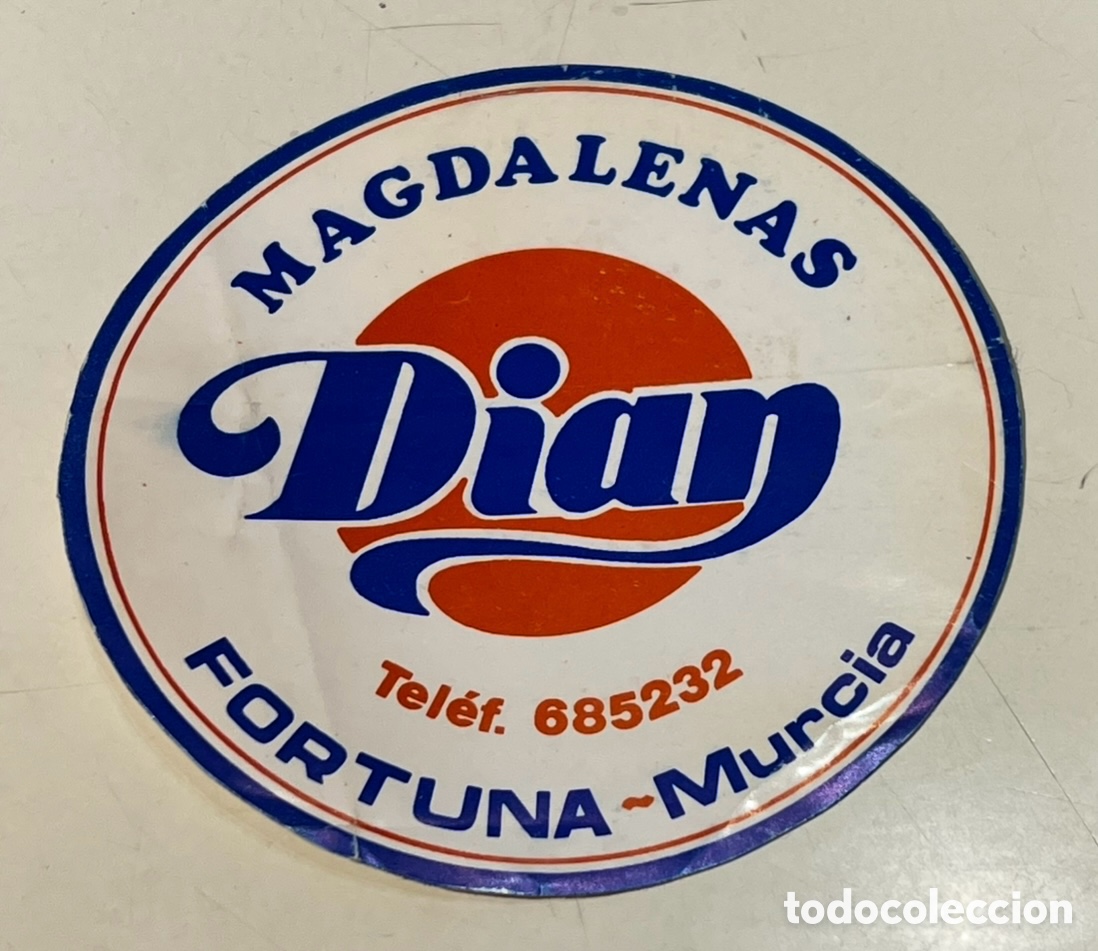 MAGDALENAS
Dian
Teléf. 685232
FORTUNA~Murcia
todocoleccion